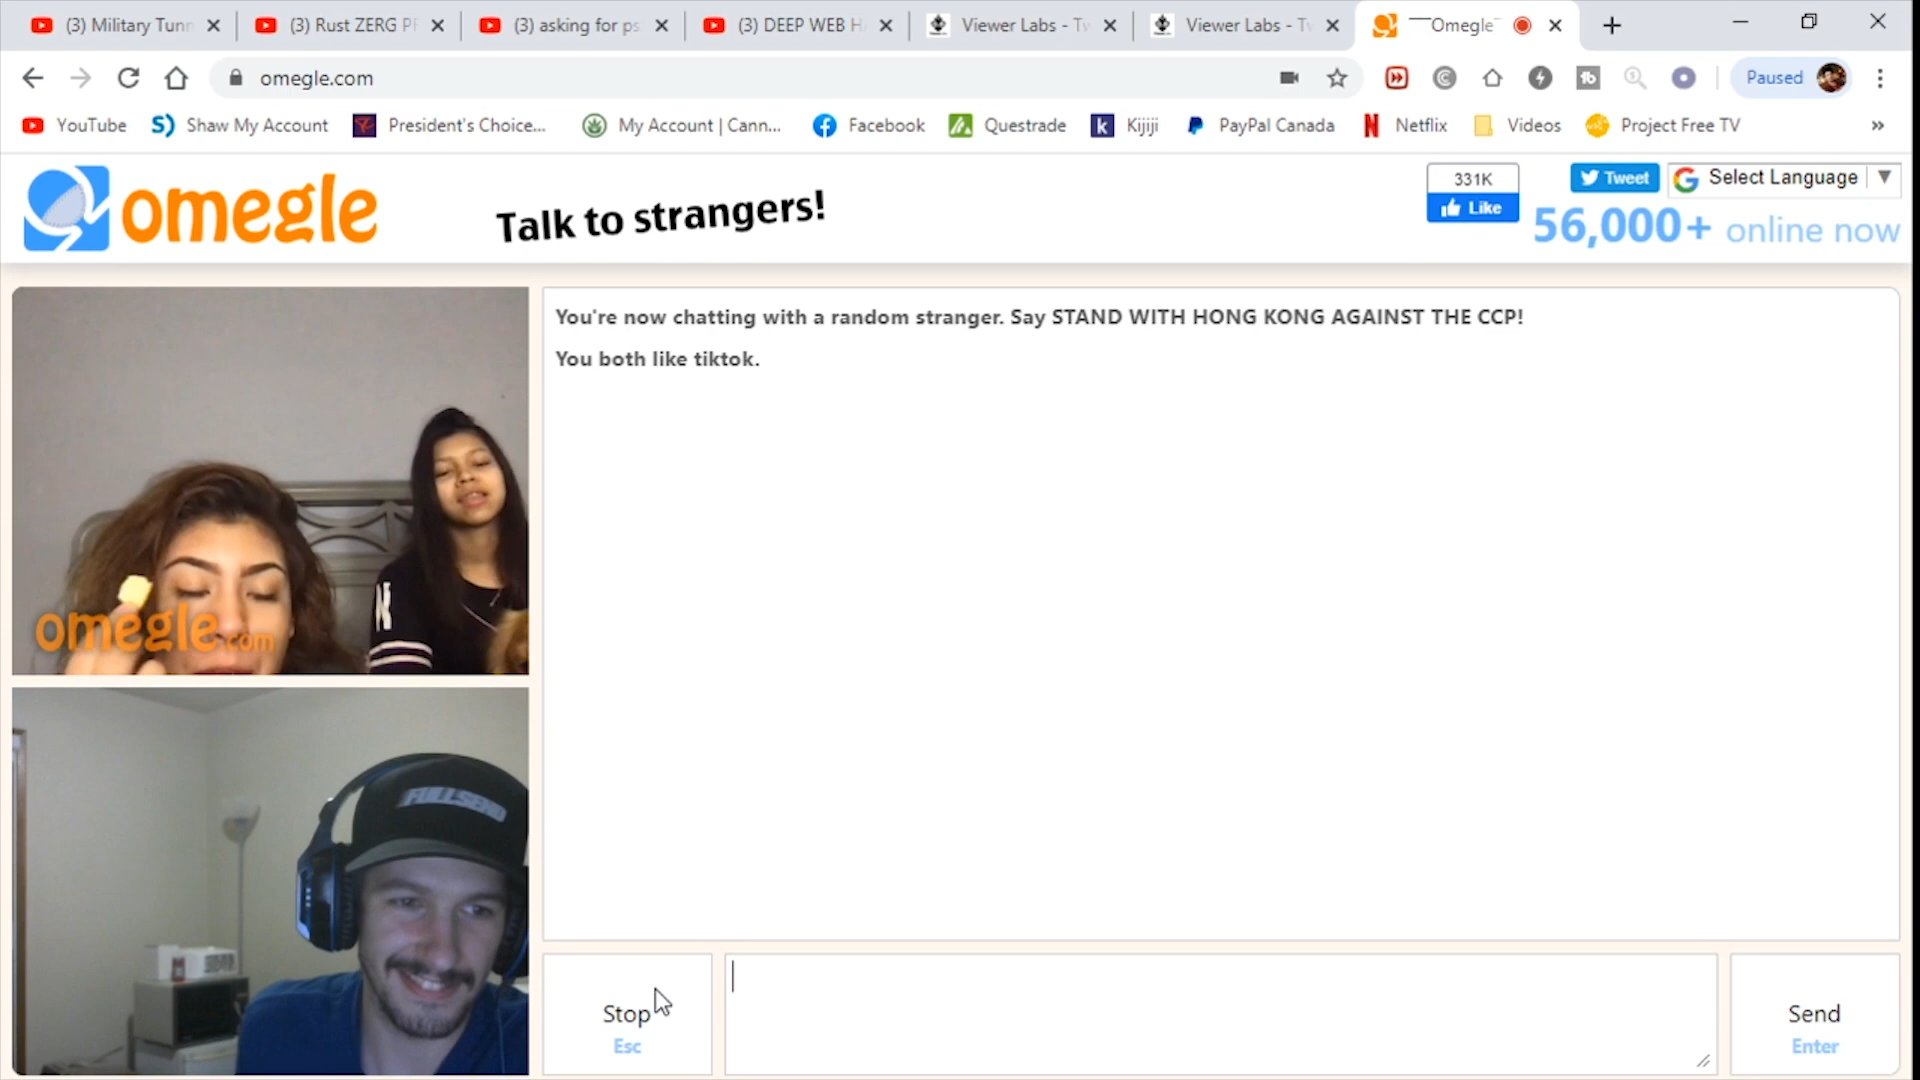 (3) Military Tunn
(3) Rust ZERG P
(3) asking for ps
(3) DEEP WEB H
Viewer Labs - Tw
Viewer Labs - Tw
Omegle
omegle.com
Paused
YouTube
Shaw My Account
President's Choice...
My Account | Cann...
Facebook
Questrade
Kijiji
PayPal Canada
Netflix
Videos
Project Free TV
omegle
Talk to strangers!
331K
Like
Tweet
Select Language
56,000+ online now
You're now chatting with a random stranger. Say STAND WITH HONG KONG AGAINST THE CCP!
You both like tiktok.
N
omegle.com
Stop
Esc
Send
Enter